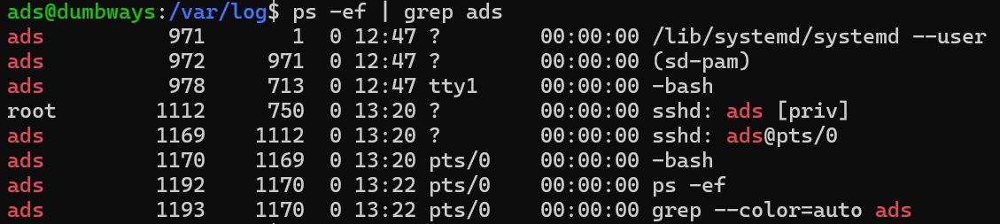 ads@dumbways:/var/log$ ps -ef | grep ads
ads 971 1 0 12:47 ? 00:00:00 /lib/systemd/systemd --user
ads 972 971 0 12:47 ? 00:00:00 (sd-pam)
ads 978 713 0 12:47 tty1 00:00:00 -bash
root 1112 750 0 13:20 ? 00:00:00 sshd: ads [priv]
ads 1169 1112 0 13:20 ? 00:00:00 sshd: ads@pts/0
ads 1170 1169 0 13:20 pts/0 00:00:00 -bash
ads 1192 1170 0 13:22 pts/0 00:00:00 ps -ef
ads 1193 1170 0 13:22 pts/0 00:00:00 grep --color=auto ads